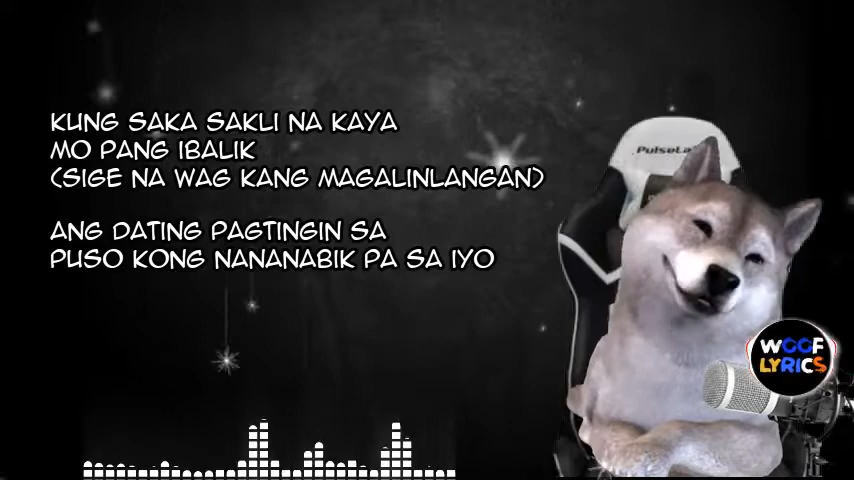 KUNG SAKA SAKLI NA KAYA
MO PANG IBALIK
(SIGE NA WAG KANG MAGALINLANGAN)
ANG DATING PAGTINGIN SA
PUSO KONG NANANABIK PA SA IYO
WOOF
LYRICS